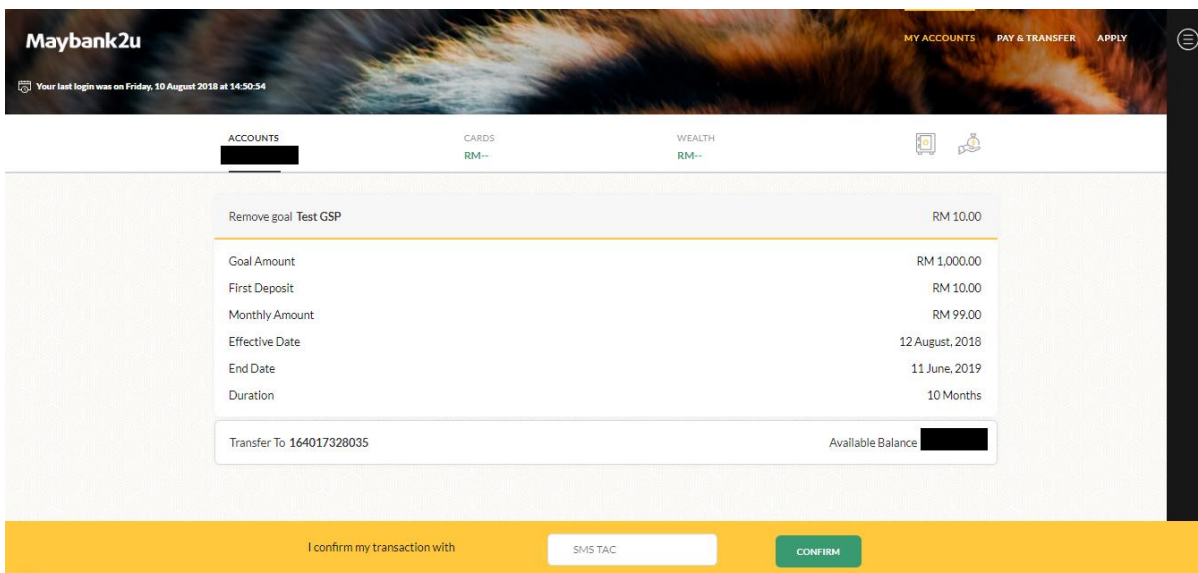 Maybank2u
MY ACCOUNTS PAY & TRANSFER APPLY
Your last login was on Friday, 10 August 2018 at 14:50:54
ACCOUNTS CARDS WEALTH
RM-- RM--
Remove goal Test GSP RM 10.00
Goal Amount RM 1,000.00
First Deposit RM 10.00
Monthly Amount RM 99.00
Effective Date 12 August, 2018
End Date 11 June, 2019
Duration 10 Months
Transfer To 164017328035 Available Balance
I confirm my transaction with SMS TAC CONFIRM